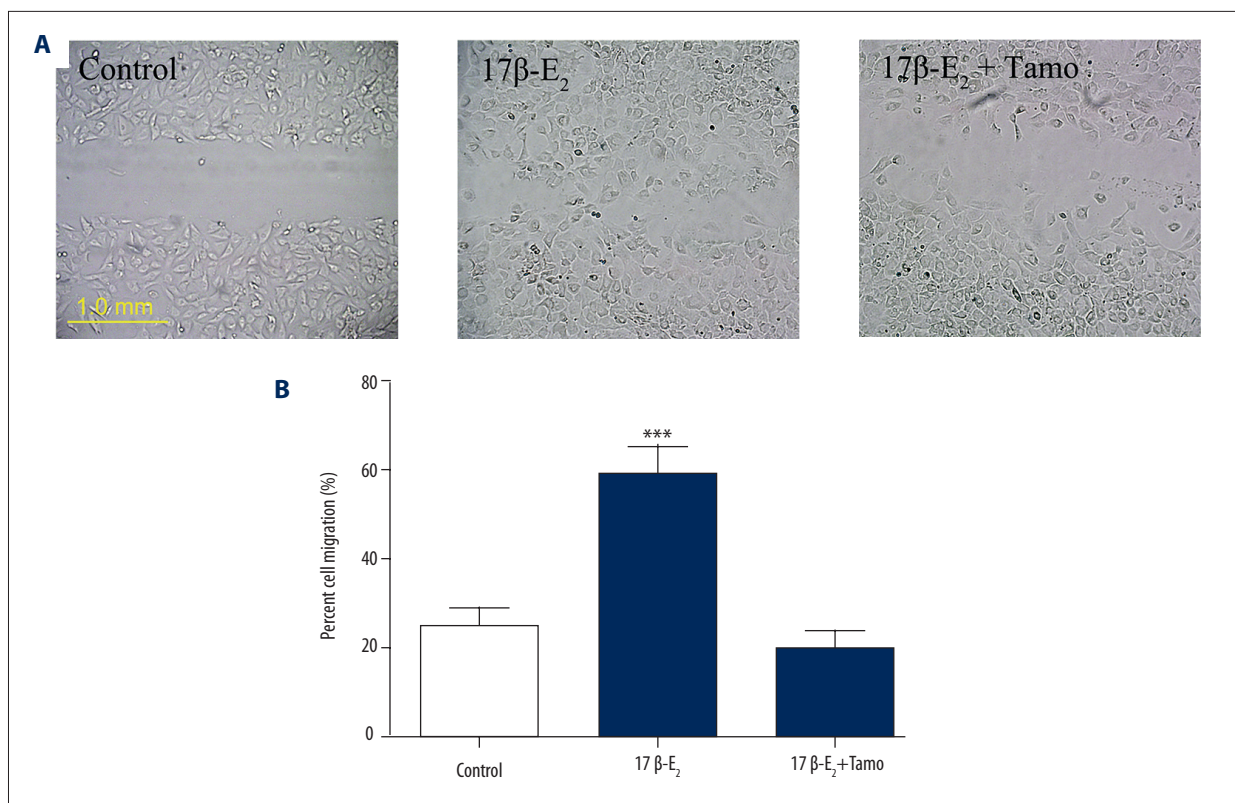 A
Control
17β-E₂
17β-E₂ + Tamo
1.0 mm
B
80
60
40
20
0
Percent cell migration (%)
***
Control
17 β-E₂
17 β-E₂+Tamo